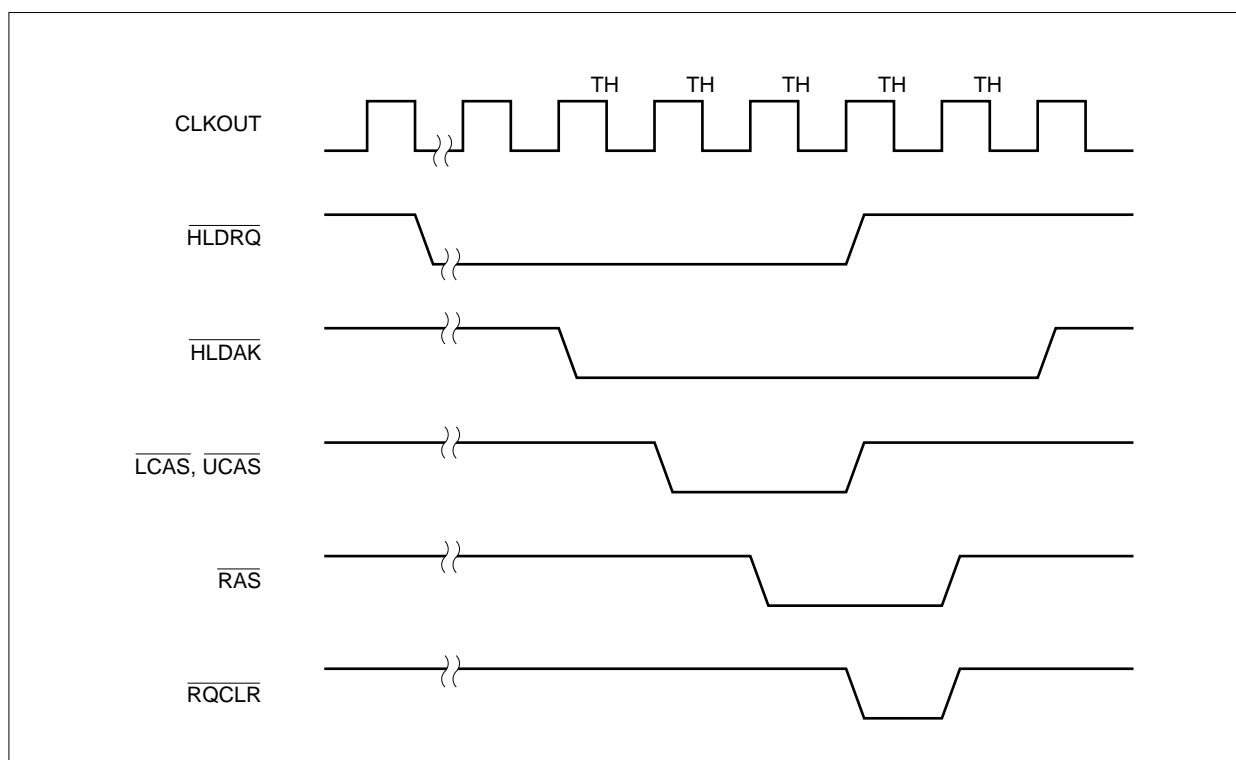 TH TH TH TH TH
CLKOUT
HLDRQ
HLDAK
LCAS, UCAS
RAS
RQCLR